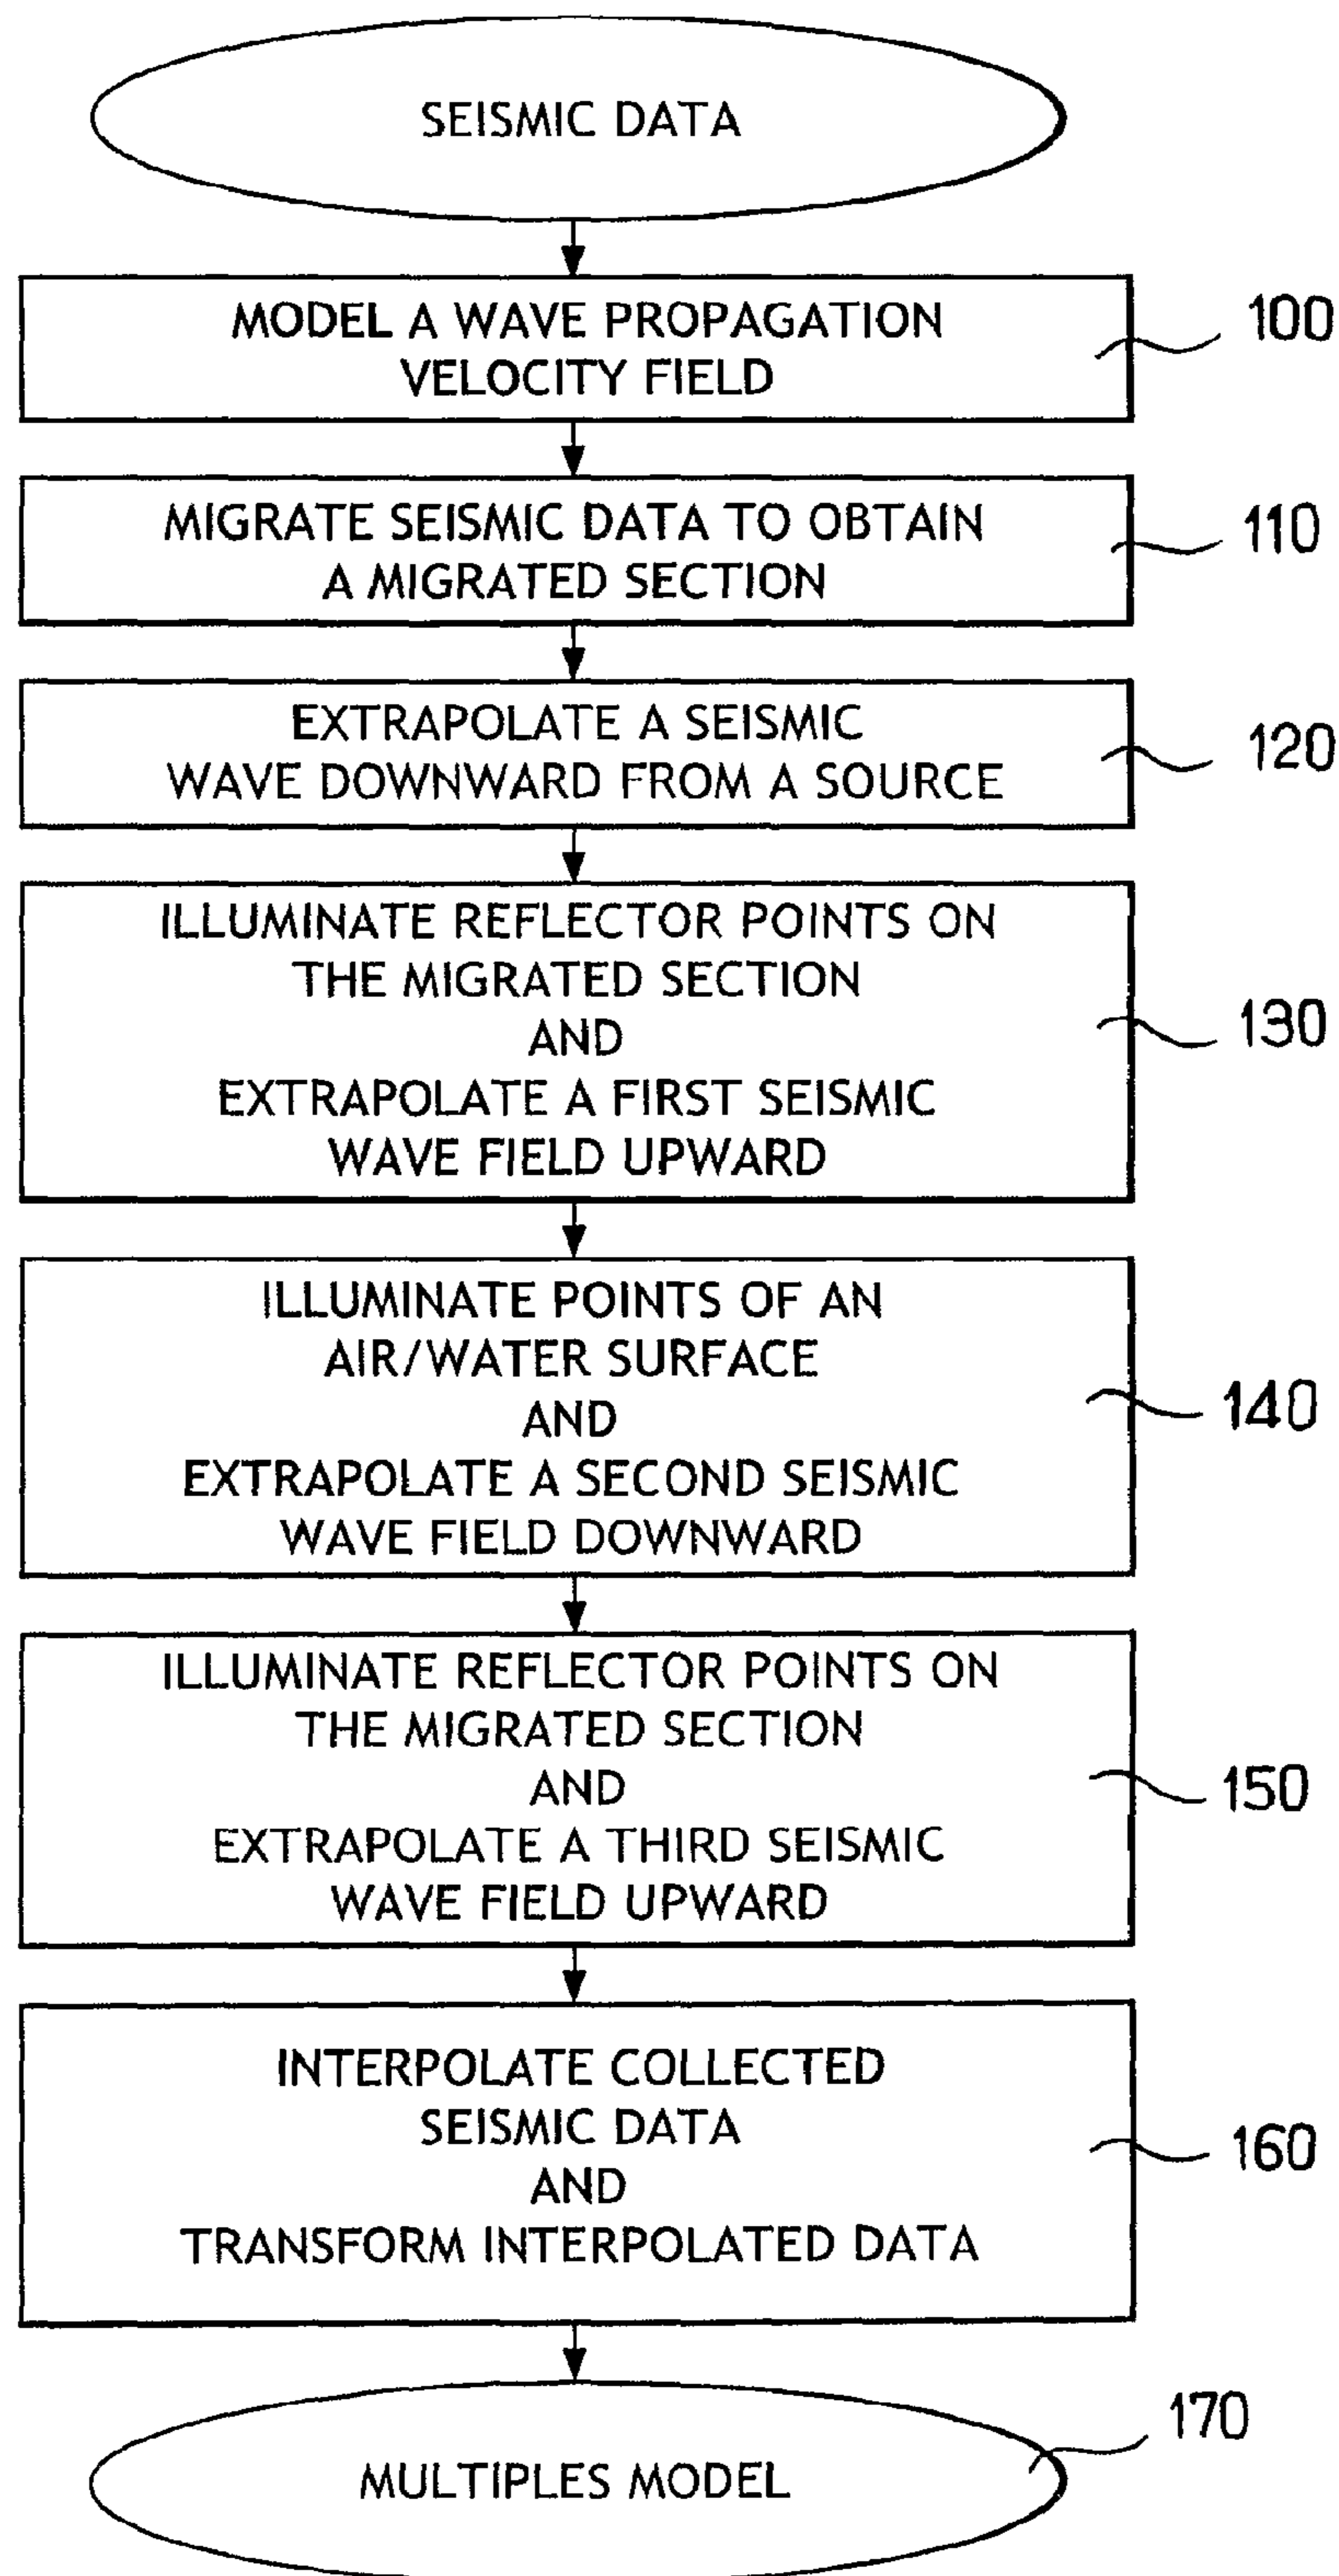 SEISMIC DATA
MODEL A WAVE PROPAGATION
VELOCITY FIELD
100
MIGRATE SEISMIC DATA TO OBTAIN
A MIGRATED SECTION
110
EXTRAPOLATE A SEISMIC
WAVE DOWNWARD FROM A SOURCE
120
ILLUMINATE REFLECTOR POINTS ON
THE MIGRATED SECTION
AND
EXTRAPOLATE A FIRST SEISMIC
WAVE FIELD UPWARD
130
ILLUMINATE POINTS OF AN
AIR/WATER SURFACE
AND
EXTRAPOLATE A SECOND SEISMIC
WAVE FIELD DOWNWARD
140
ILLUMINATE REFLECTOR POINTS ON
THE MIGRATED SECTION
AND
EXTRAPOLATE A THIRD SEISMIC
WAVE FIELD UPWARD
150
INTERPOLATE COLLECTED
SEISMIC DATA
AND
TRANSFORM INTERPOLATED DATA
160
MULTIPLES MODEL
170